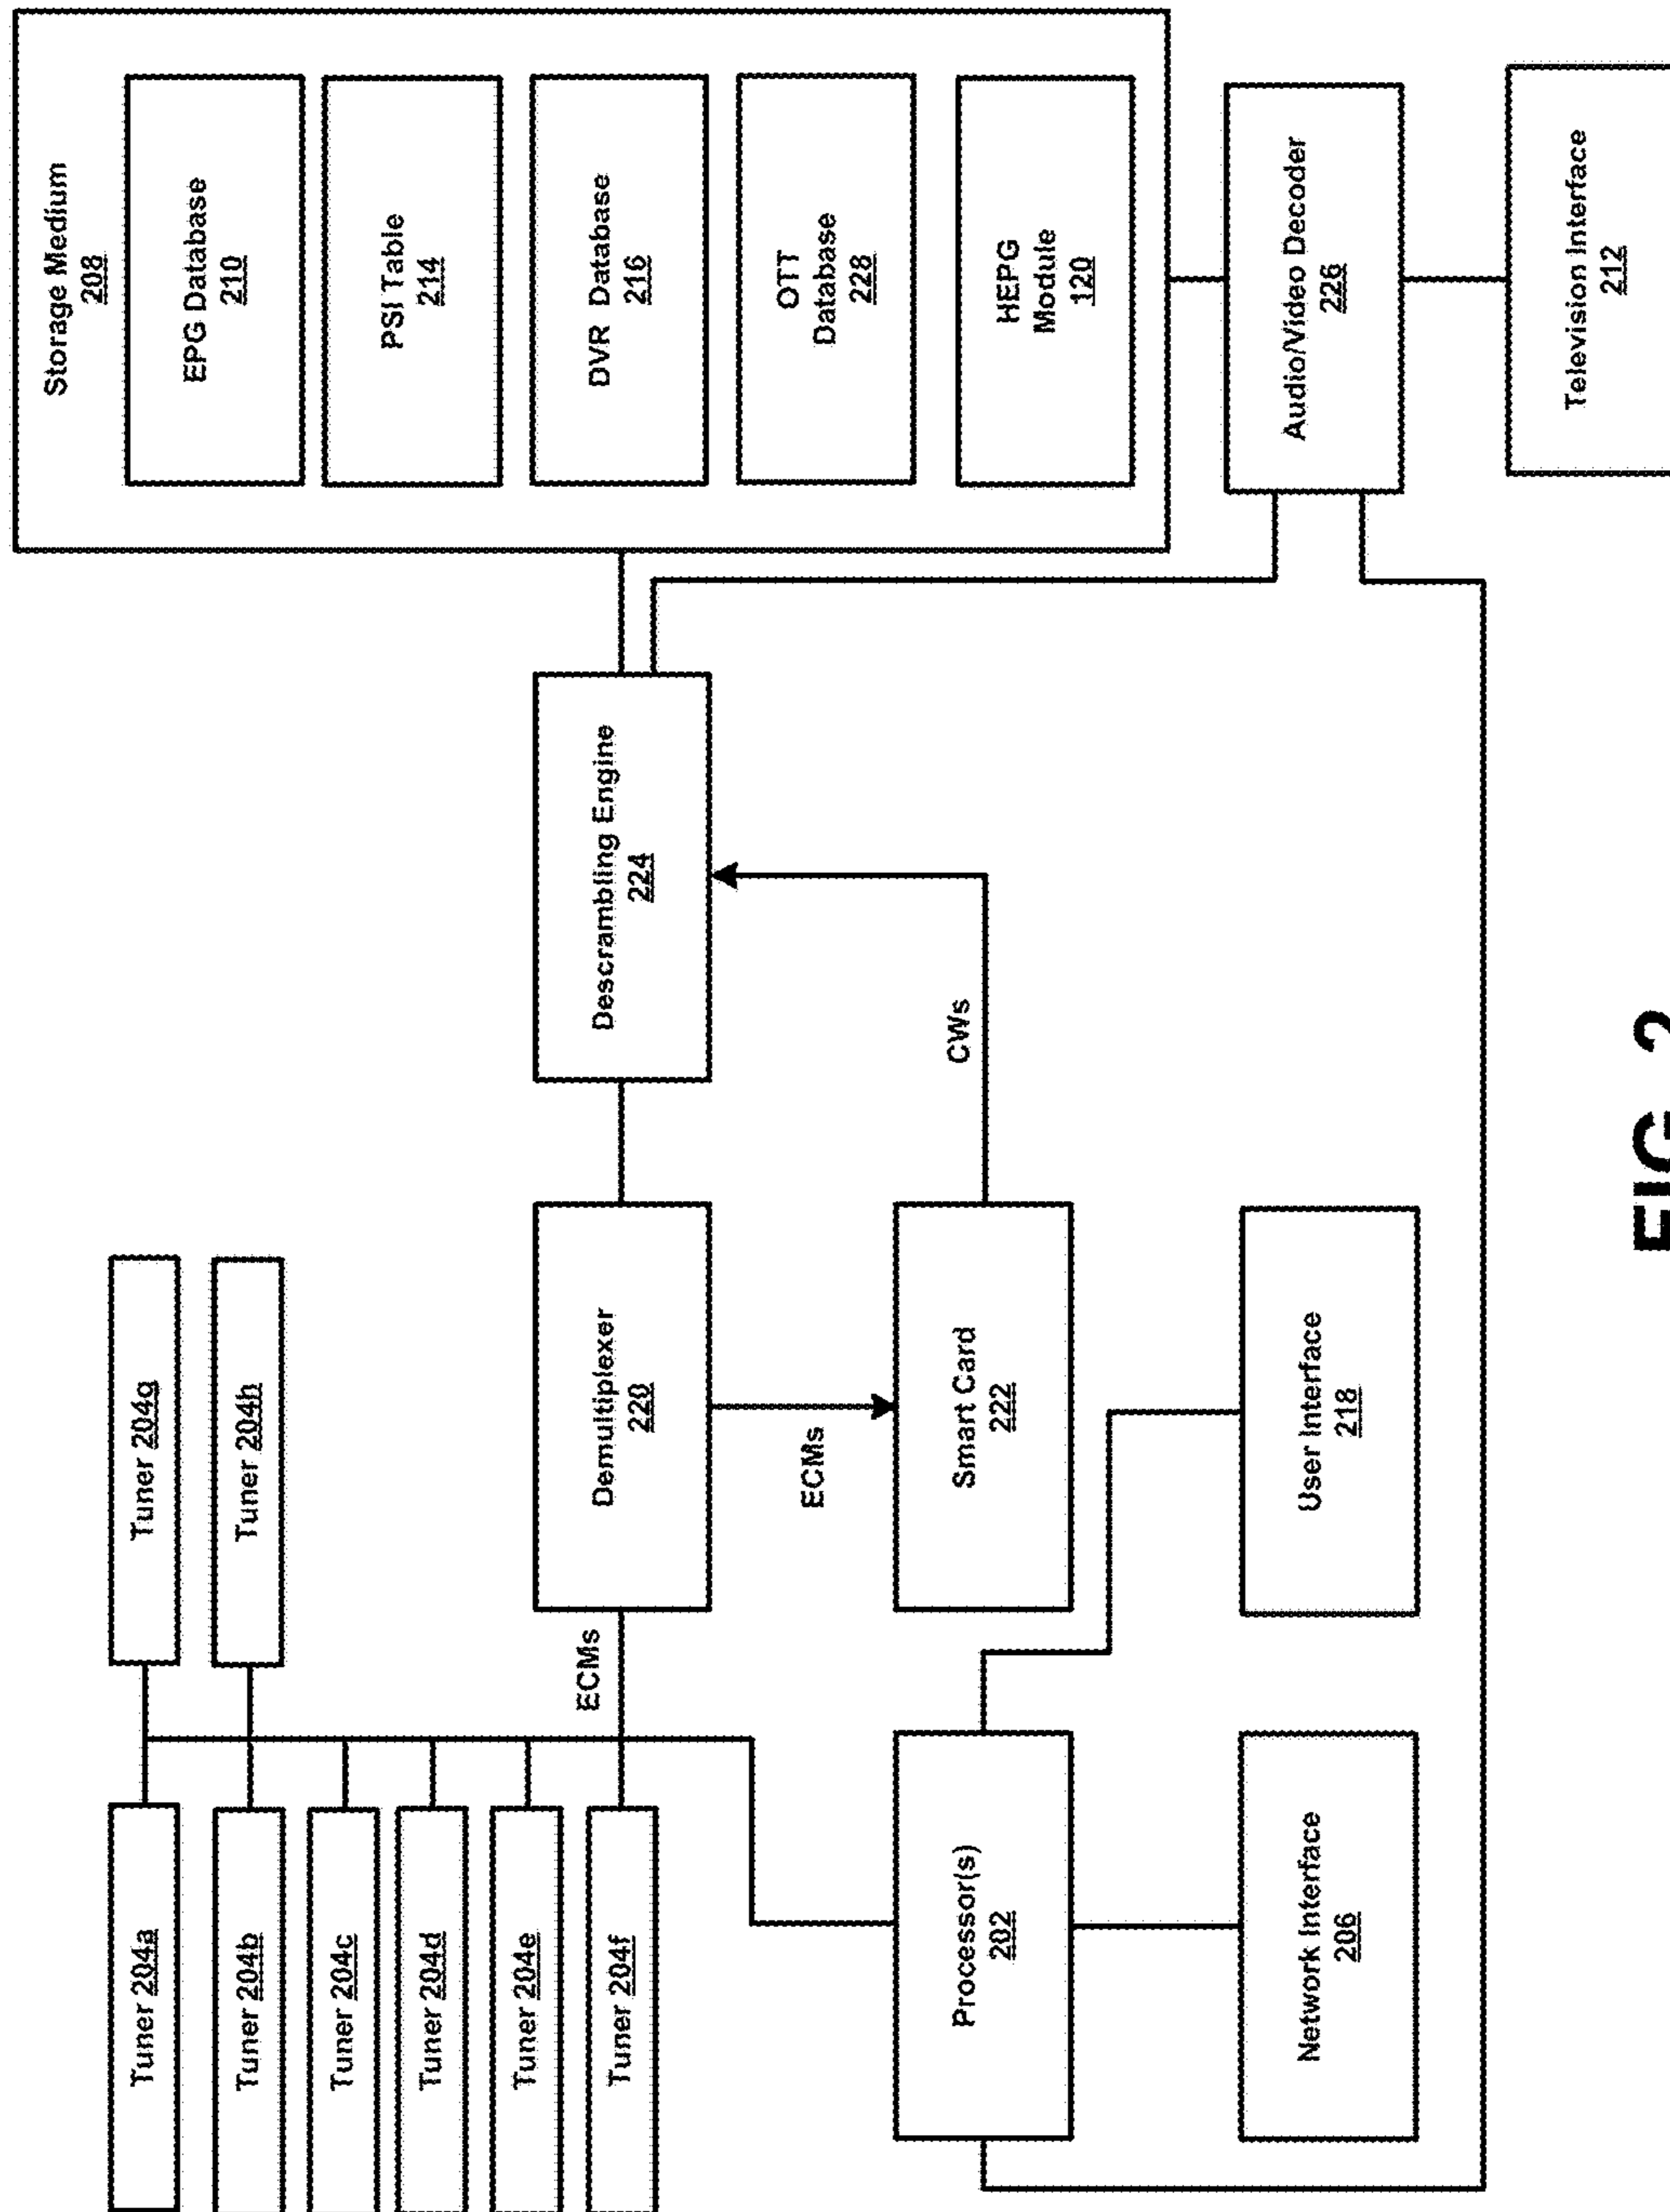 Tuner 204a
Tuner 204b
Tuner 204c
Tuner 204d
Tuner 204e
Tuner 204f
Tuner 204g
Tuner 204h
ECMs
Demultiplexer
220
ECMs
Smart Card
222
CWs
Descrambling Engine
224
Processor(s)
202
Network Interface
206
User Interface
218
Storage Medium
208
EPG Database
210
PSI Table
214
DVR Database
216
OTT
Database
228
HEPG
Module
120
Audio/Video Decoder
226
Television Interface
212
FIG. 2